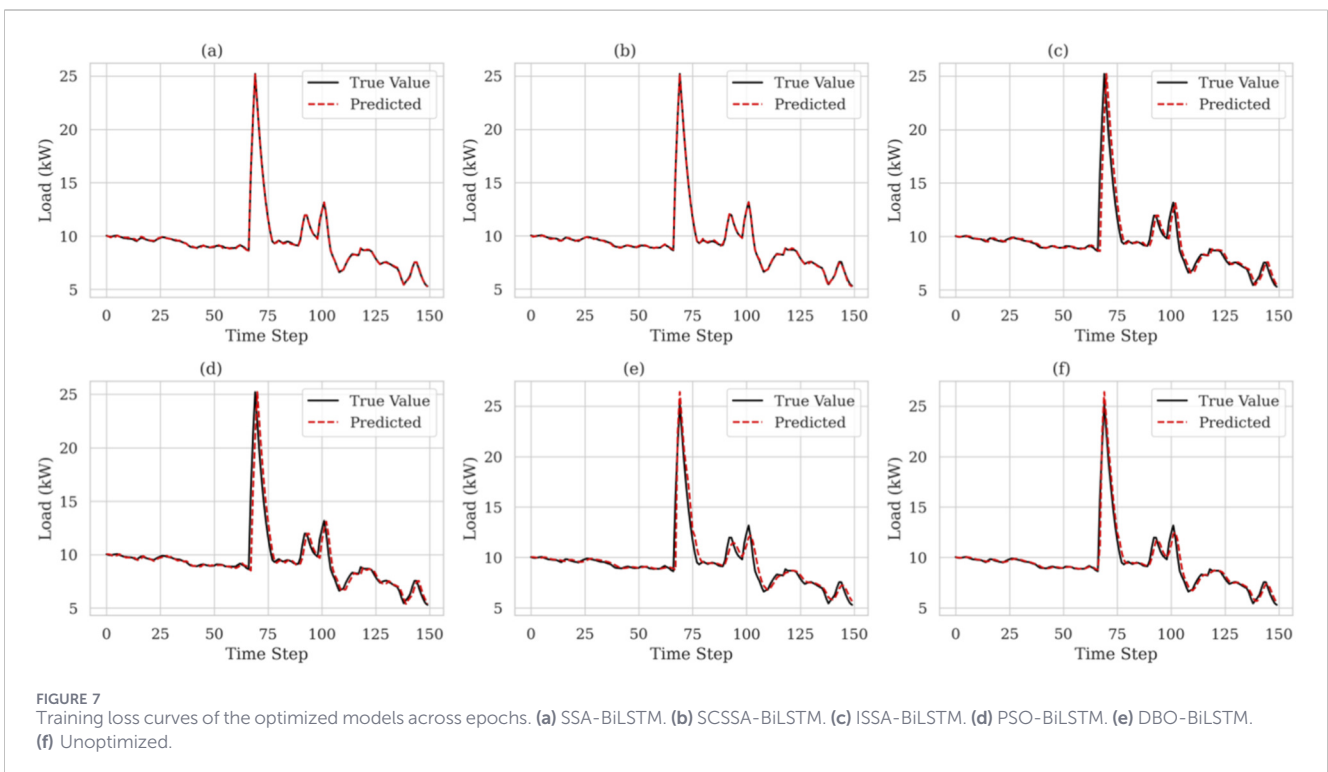 (a)
(b)
(c)
25
20
15
10
5
Load (kW)
True Value
Predicted
0 25 50 75 100 125 150
Time Step
25
20
15
10
5
Load (kW)
True Value
Predicted
0 25 50 75 100 125 150
Time Step
25
20
15
10
5
Load (kW)
True Value
Predicted
0 25 50 75 100 125 150
Time Step
(d)
(e)
(f)
25
20
15
10
5
Load (kW)
True Value
Predicted
0 25 50 75 100 125 150
Time Step
25
20
15
10
5
Load (kW)
True Value
Predicted
0 25 50 75 100 125 150
Time Step
25
20
15
10
5
Load (kW)
True Value
Predicted
0 25 50 75 100 125 150
Time Step
FIGURE 7
Training loss curves of the optimized models across epochs. (a) SSA-BiLSTM. (b) SCSSA-BiLSTM. (c) ISSA-BiLSTM. (d) PSO-BiLSTM. (e) DBO-BiLSTM.
(f) Unoptimized.